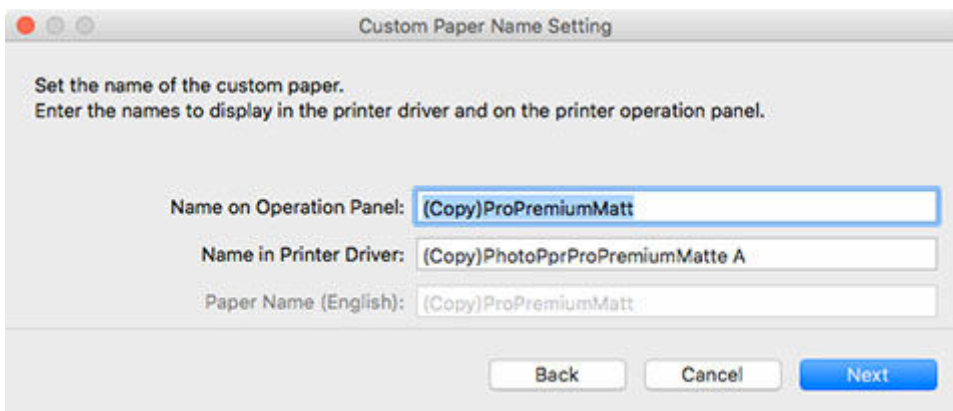 Custom Paper Name Setting
Set the name of the custom paper.
Enter the names to display in the printer driver and on the printer operation panel.
Name on Operation Panel: (Copy)ProPremiumMatt
Name in Printer Driver: (Copy)PhotoPprProPremiumMatte A
Paper Name (English): (Copy)ProPremiumMatt
Back Cancel Next